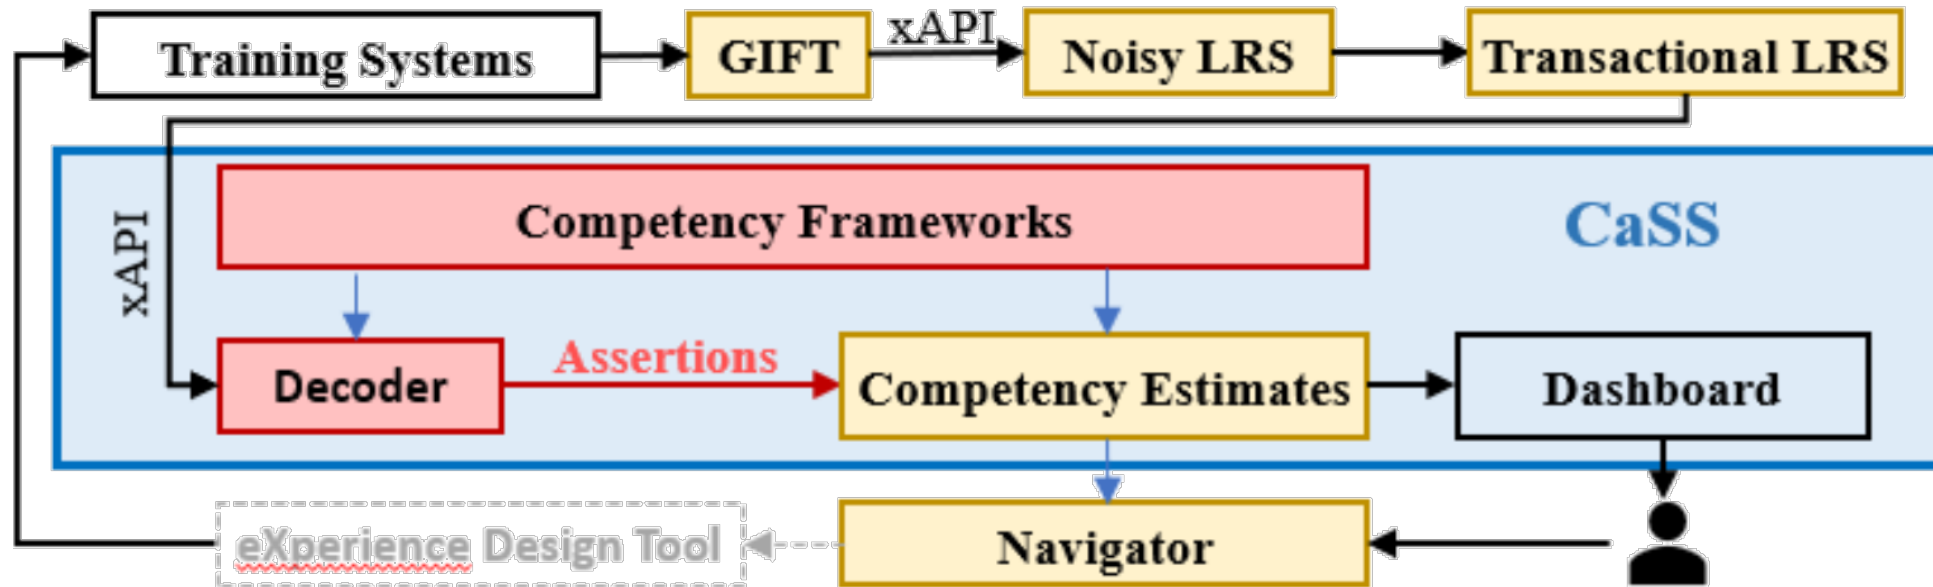 Training Systems
GIFT
xAPI
Noisy LRS
Transactional LRS
Competency Frameworks
CaSS
xAPI
Decoder
Assertions
Competency Estimates
Dashboard
eXperience Design Tool
Navigator